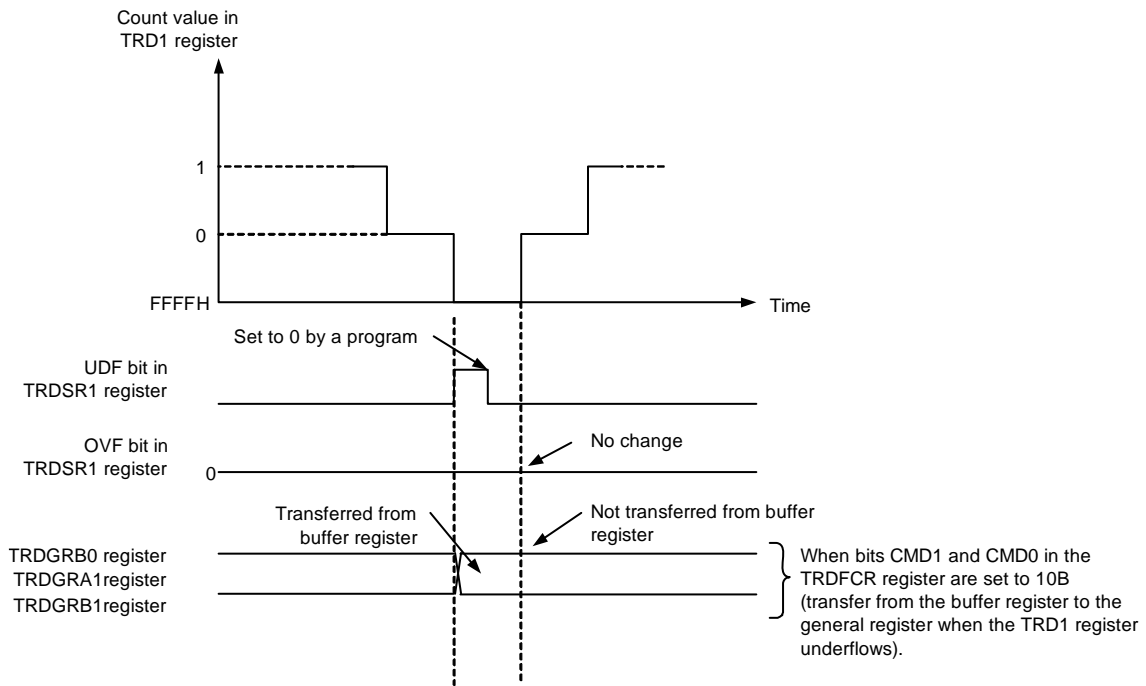 Count value in
TRD1 register
1
0
FFFFH
Time
Set to 0 by a program
UDF bit in
TRDSR1 register
OVF bit in
TRDSR1 register
0
No change
Transferred from
buffer register
Not transferred from buffer
register
TRDGRB0 register
TRDGRA1register
TRDGRB1register
When bits CMD1 and CMD0 in the
TRDFCR register are set to 10B
(transfer from the buffer register to the
general register when the TRD1 register
underflows).